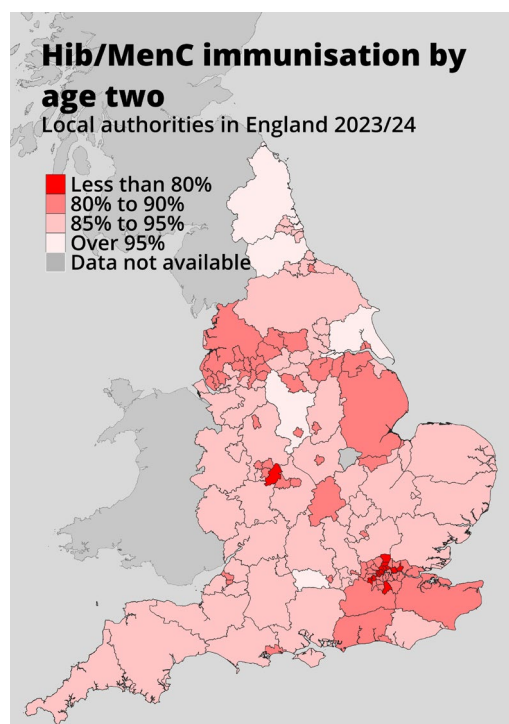 Hib/MenC immunisation by
age two
Local authorities in England 2023/24
Less than 80%
80% to 90%
85% to 95%
Over 95%
Data not available